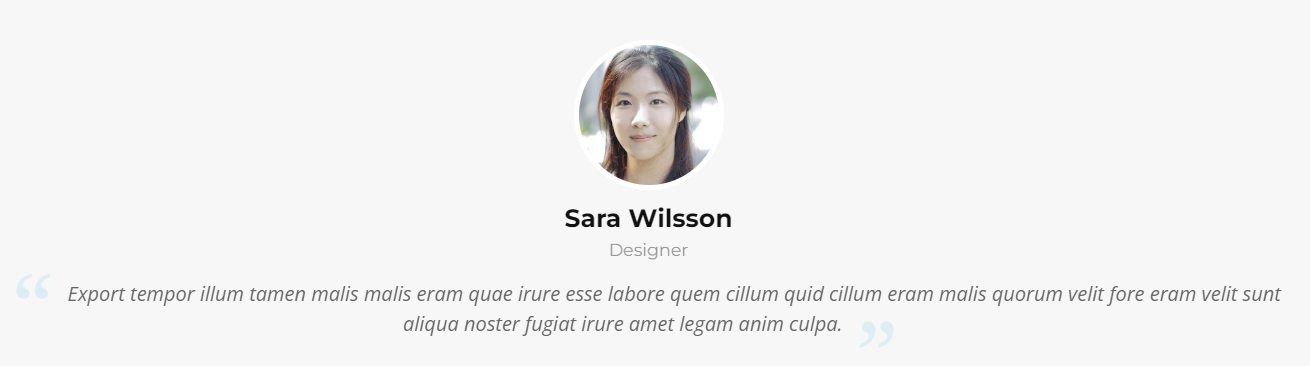 Sara Wilsson
Designer
“ Export tempor illum tamen malis malis eram quae irure esse labore quem cillum quid cillum eram malis quorum velit fore eram velit sunt
aliqua noster fugiat irure amet legam anim culpa. ”